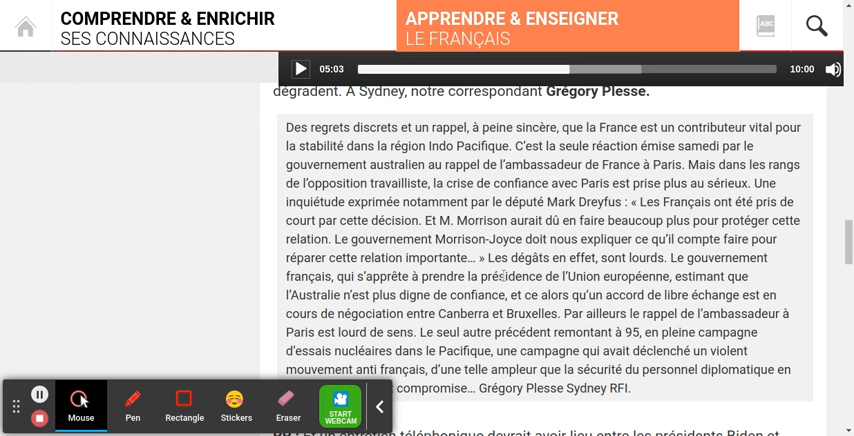 COMPRENDRE & ENRICHIR
SES CONNAISSANCES
APPRENDRE & ENSEIGNER
LE FRANÇAIS
ABC
05:03
10:00
dégradent. A Sydney, notre correspondant Grégory Plesse.
Des regrets discrets et un rappel, à peine sincère, que la France est un contributeur vital pour
la stabilité dans la région Indo Pacifique. C'est la seule réaction émise samedi par le
gouvernement australien au rappel de l'ambassadeur de France à Paris. Mais dans les rangs
de l'opposition travailliste, la crise de confiance avec Paris est prise plus au sérieux. Une
inquiétude exprimée notamment par le député Mark Dreyfus : « Les Français ont été pris de
court par cette décision. Et M. Morrison aurait dû en faire beaucoup plus pour protéger cette
relation. Le gouvernement Morrison-Joyce doit nous expliquer ce qu'il compte faire pour
réparer cette relation importante… » Les dégâts en effet, sont lourds. Le gouvernement
français, qui s'apprête à prendre la présidence de l'Union européenne, estimant que
l'Australie n'est plus digne de confiance, et ce alors qu'un accord de libre échange est en
cours de négociation entre Canberra et Bruxelles. Par ailleurs le rappel de l'ambassadeur à
Paris est lourd de sens. Le seul autre précédent remontant à 95, en pleine campagne
d'essais nucléaires dans le Pacifique, une campagne qui avait déclenché un violent
mouvement anti français, d'une telle ampleur que la sécurité du personnel diplomatique en
compromise… Grégory Plesse Sydney RFI.
Mouse
Pen
Rectangle
Stickers
Eraser
START
WEBCAM
entretien téléphonique devrait avoir lieu entre les présidents Biden et